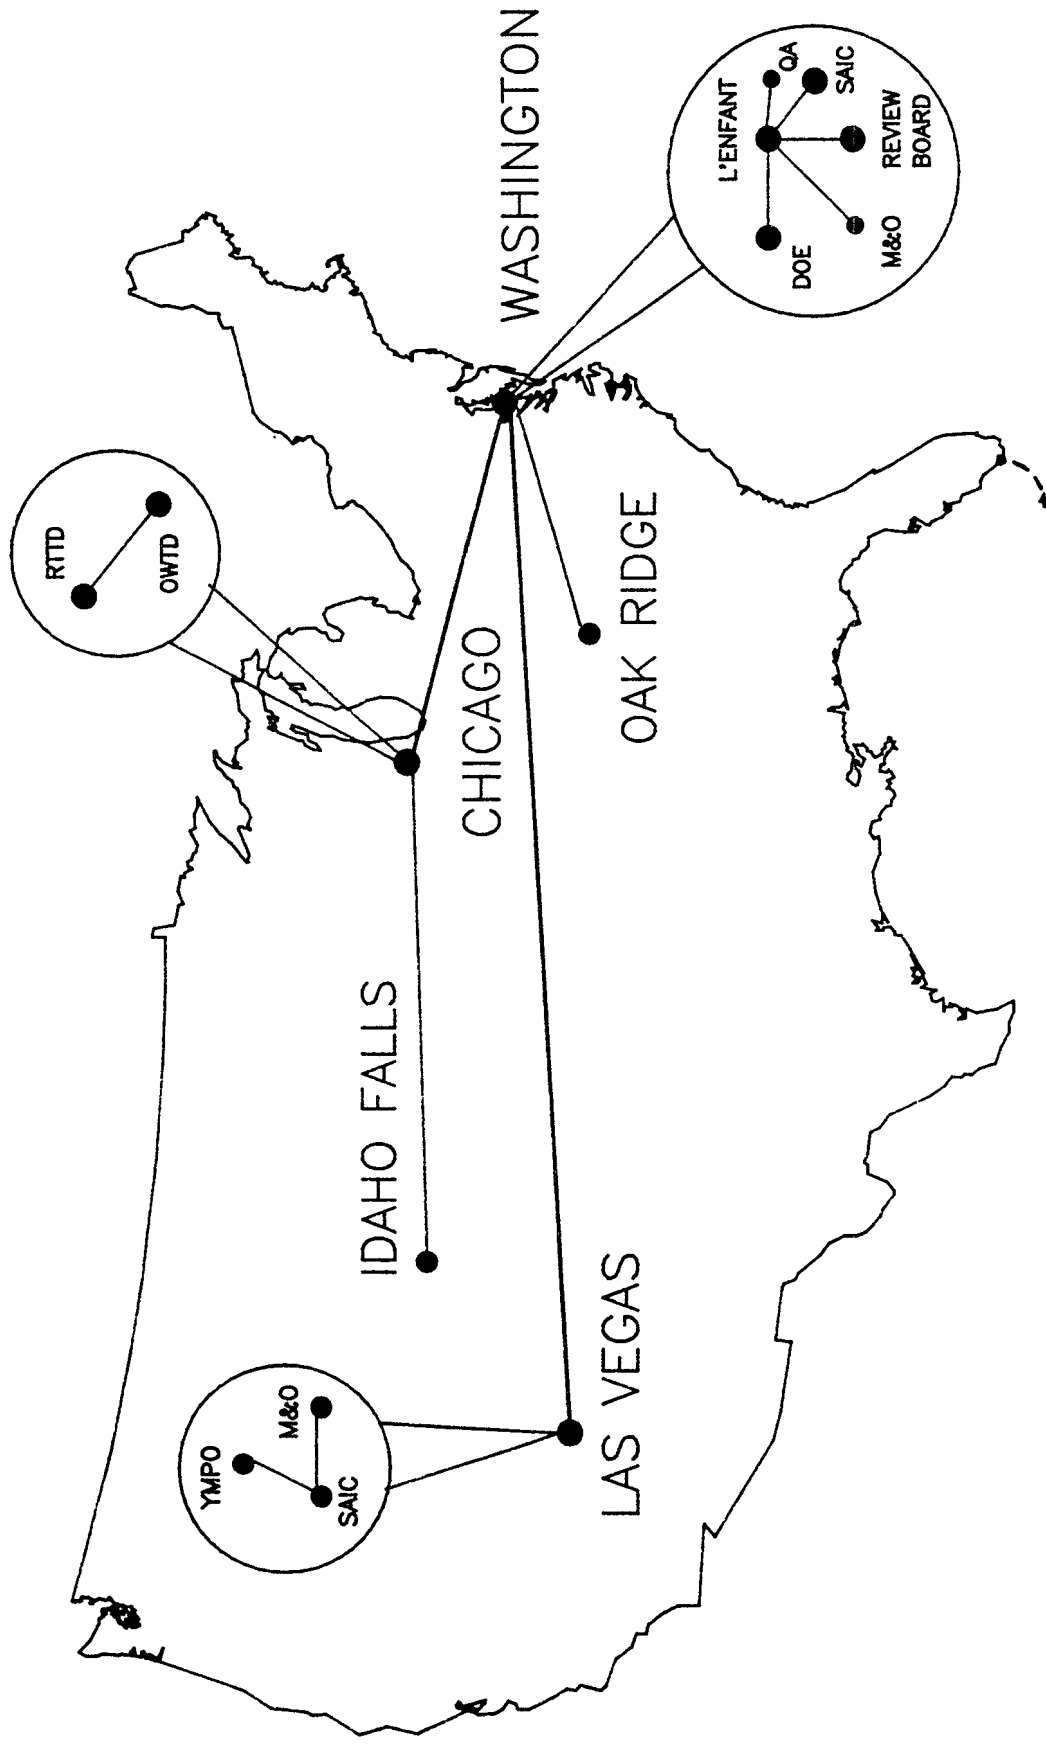 RTTD
OWTD
YMPO
M&O
SAIC
IDAHO FALLS
CHICAGO
WASHINGTON
LAS VEGAS
OAK RIDGE
L'ENFANT
QA
SAIC
DOE
M&O
REVIEW
BOARD